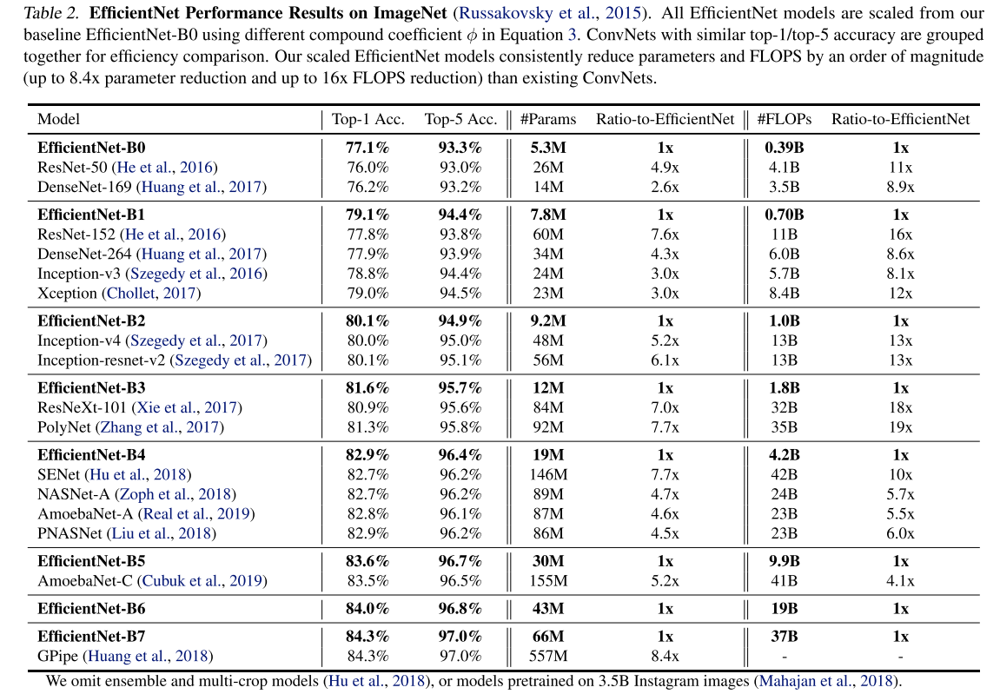 Table 2. EfficientNet Performance Results on ImageNet (Russakovsky et al., 2015). All EfficientNet models are scaled from our
baseline EfficientNet-B0 using different compound coefficient ϕ in Equation 3. ConvNets with similar top-1/top-5 accuracy are grouped
together for efficiency comparison. Our scaled EfficientNet models consistently reduce parameters and FLOPS by an order of magnitude
(up to 8.4x parameter reduction and up to 16x FLOPS reduction) than existing ConvNets.
Model Top-1 Acc. Top-5 Acc. #Params Ratio-to-EfficientNet #FLOPs Ratio-to-EfficientNet
EfficientNet-B0 77.1% 93.3% 5.3M 1x 0.39B 1x
ResNet-50 (He et al., 2016) 76.0% 93.0% 26M 4.9x 4.1B 11x
DenseNet-169 (Huang et al., 2017) 76.2% 93.2% 14M 2.6x 3.5B 8.9x
EfficientNet-B1 79.1% 94.4% 7.8M 1x 0.70B 1x
ResNet-152 (He et al., 2016) 77.8% 93.8% 60M 7.6x 11B 16x
DenseNet-264 (Huang et al., 2017) 77.9% 93.9% 34M 4.3x 6.0B 8.6x
Inception-v3 (Szegedy et al., 2016) 78.8% 94.4% 24M 3.0x 5.7B 8.1x
Xception (Chollet, 2017) 79.0% 94.5% 23M 3.0x 8.4B 12x
EfficientNet-B2 80.1% 94.9% 9.2M 1x 1.0B 1x
Inception-v4 (Szegedy et al., 2017) 80.0% 95.0% 48M 5.2x 13B 13x
Inception-resnet-v2 (Szegedy et al., 2017) 80.1% 95.1% 56M 6.1x 13B 13x
EfficientNet-B3 81.6% 95.7% 12M 1x 1.8B 1x
ResNeXt-101 (Xie et al., 2017) 80.9% 95.6% 84M 7.0x 32B 18x
PolyNet (Zhang et al., 2017) 81.3% 95.8% 92M 7.7x 35B 19x
EfficientNet-B4 82.9% 96.4% 19M 1x 4.2B 1x
SENet (Hu et al., 2018) 82.7% 96.2% 146M 7.7x 42B 10x
NASNet-A (Zoph et al., 2018) 82.7% 96.2% 89M 4.7x 24B 5.7x
AmoebaNet-A (Real et al., 2019) 82.8% 96.1% 87M 4.6x 23B 5.5x
PNASNet (Liu et al., 2018) 82.9% 96.2% 86M 4.5x 23B 6.0x
EfficientNet-B5 83.6% 96.7% 30M 1x 9.9B 1x
AmoebaNet-C (Cubuk et al., 2019) 83.5% 96.5% 155M 5.2x 41B 4.1x
EfficientNet-B6 84.0% 96.8% 43M 1x 19B 1x
EfficientNet-B7 84.3% 97.0% 66M 1x 37B 1x
GPipe (Huang et al., 2018) 84.3% 97.0% 557M 8.4x - -
We omit ensemble and multi-crop models (Hu et al., 2018), or models pretrained on 3.5B Instagram images (Mahajan et al., 2018).